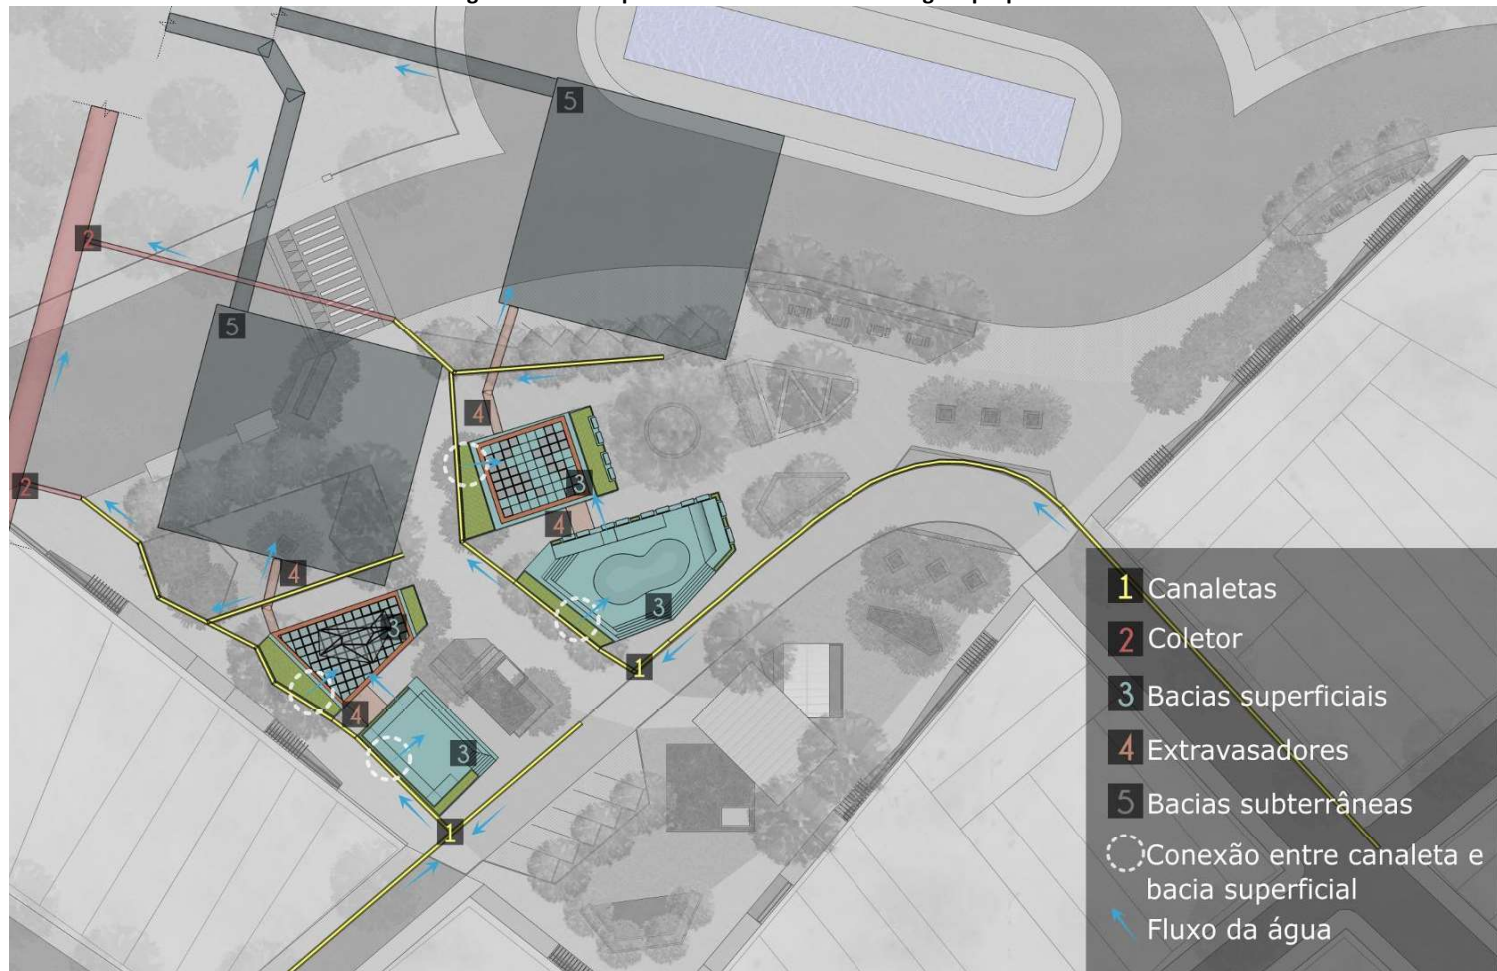 5
2
5
4
3
2
4
3
4
3
1
3
4
3
1
1 Canaletas
2 Coletor
3 Bacias superficiais
4 Extravasadores
5 Bacias subterrâneas
Conexão entre canaleta e
bacia superficial
Fluxo da água